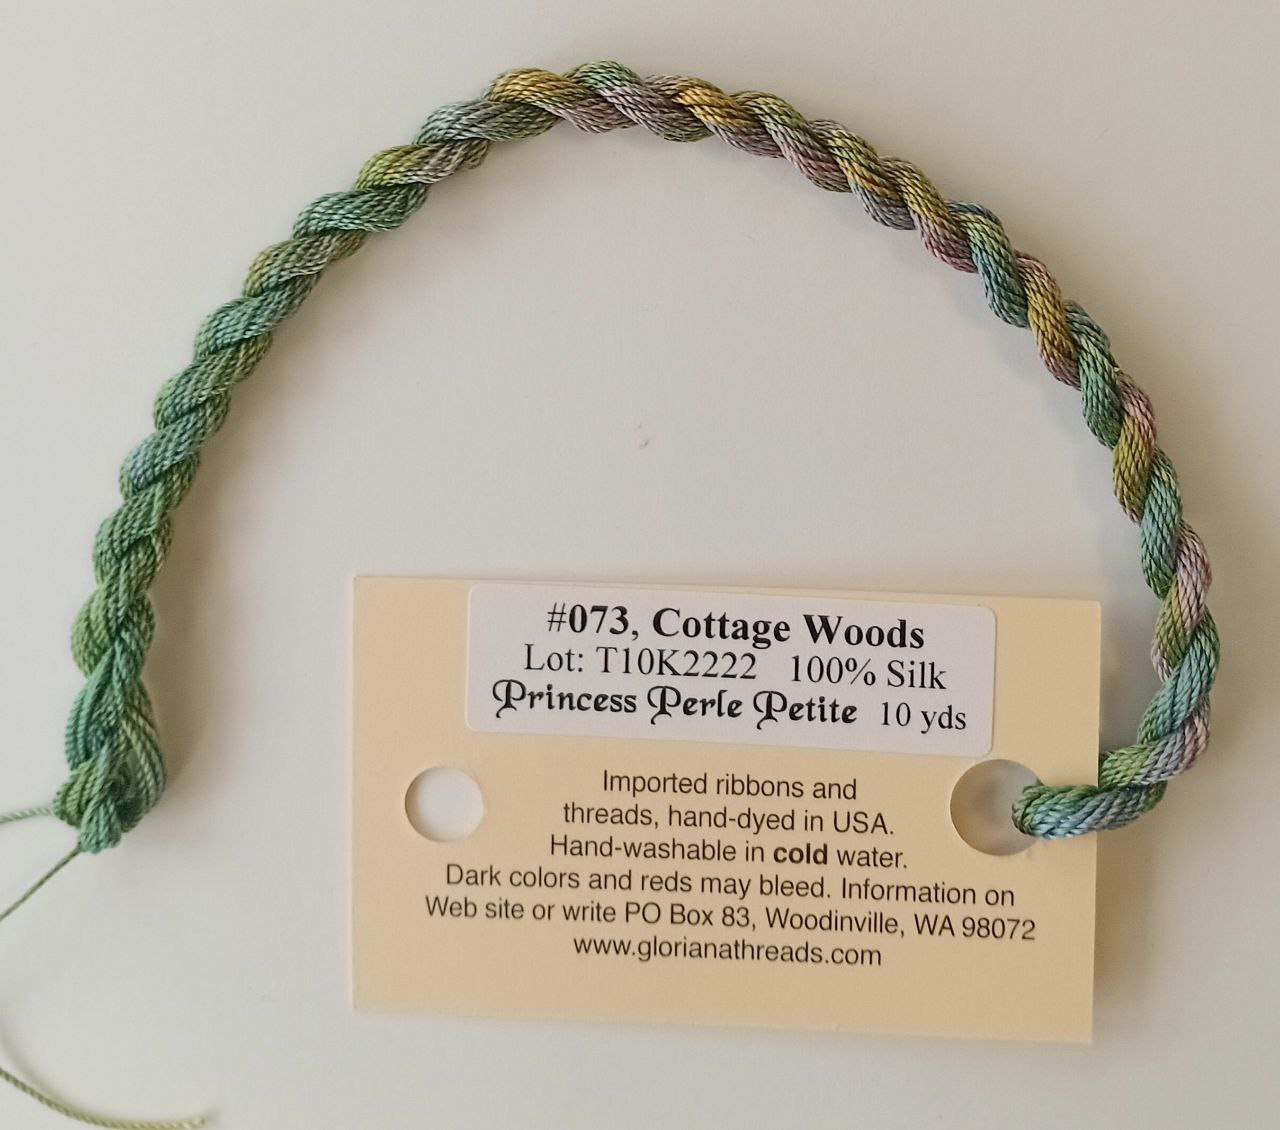 #073, Cottage Woods
Lot: T10K2222 100% Silk
Princess Perle Petite 10 yds
Imported ribbons and
threads, hand-dyed in USA.
Hand-washable in cold water.
Dark colors and reds may bleed. Information on
Web site or write PO Box 83, Woodinville, WA 98072
www.glorianathreads.com